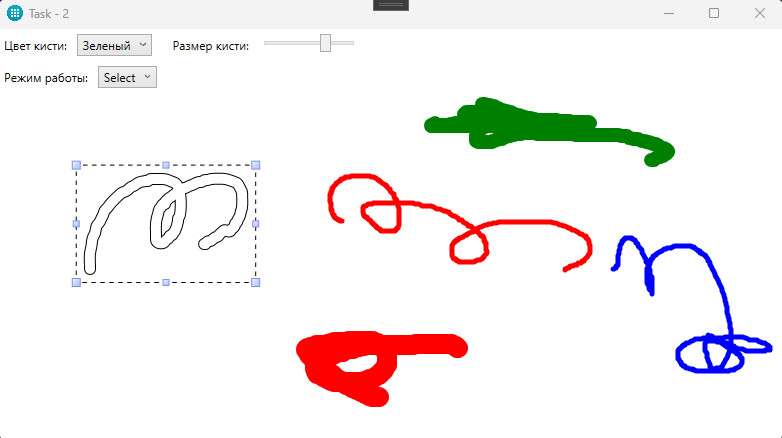 Task - 2
Цвет кисти: Зеленый Размер кисти:
Режим работы: Select